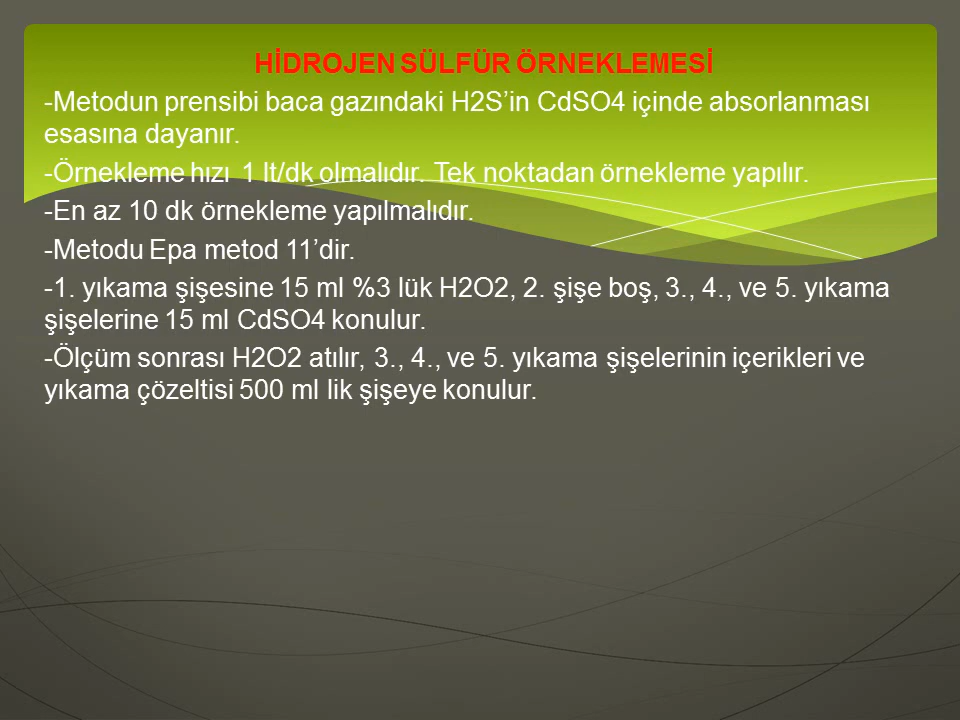 HİDROJEN SÜLFÜR ÖRNEKLEMESİ
-Metodun prensibi baca gazındaki H2S’in CdSO4 içinde absorlanması
esasına dayanır.
-Örnekleme hızı  1 lt/dk olmalıdır. Tek noktadan örnekleme yapılır.
-En az 10 dk örnekleme yapılmalıdır.
-Metodu Epa metod 11’dir.
-1. yıkama şişesine 15 ml %3 lük H2O2, 2. şişe boş, 3., 4., ve 5. yıkama
şişelerine 15 ml CdSO4 konulur.
-Ölçüm sonrası H2O2 atılır, 3., 4., ve 5. yıkama şişelerinin içerikleri ve
yıkama çözeltisi 500 ml lik şişeye konulur.